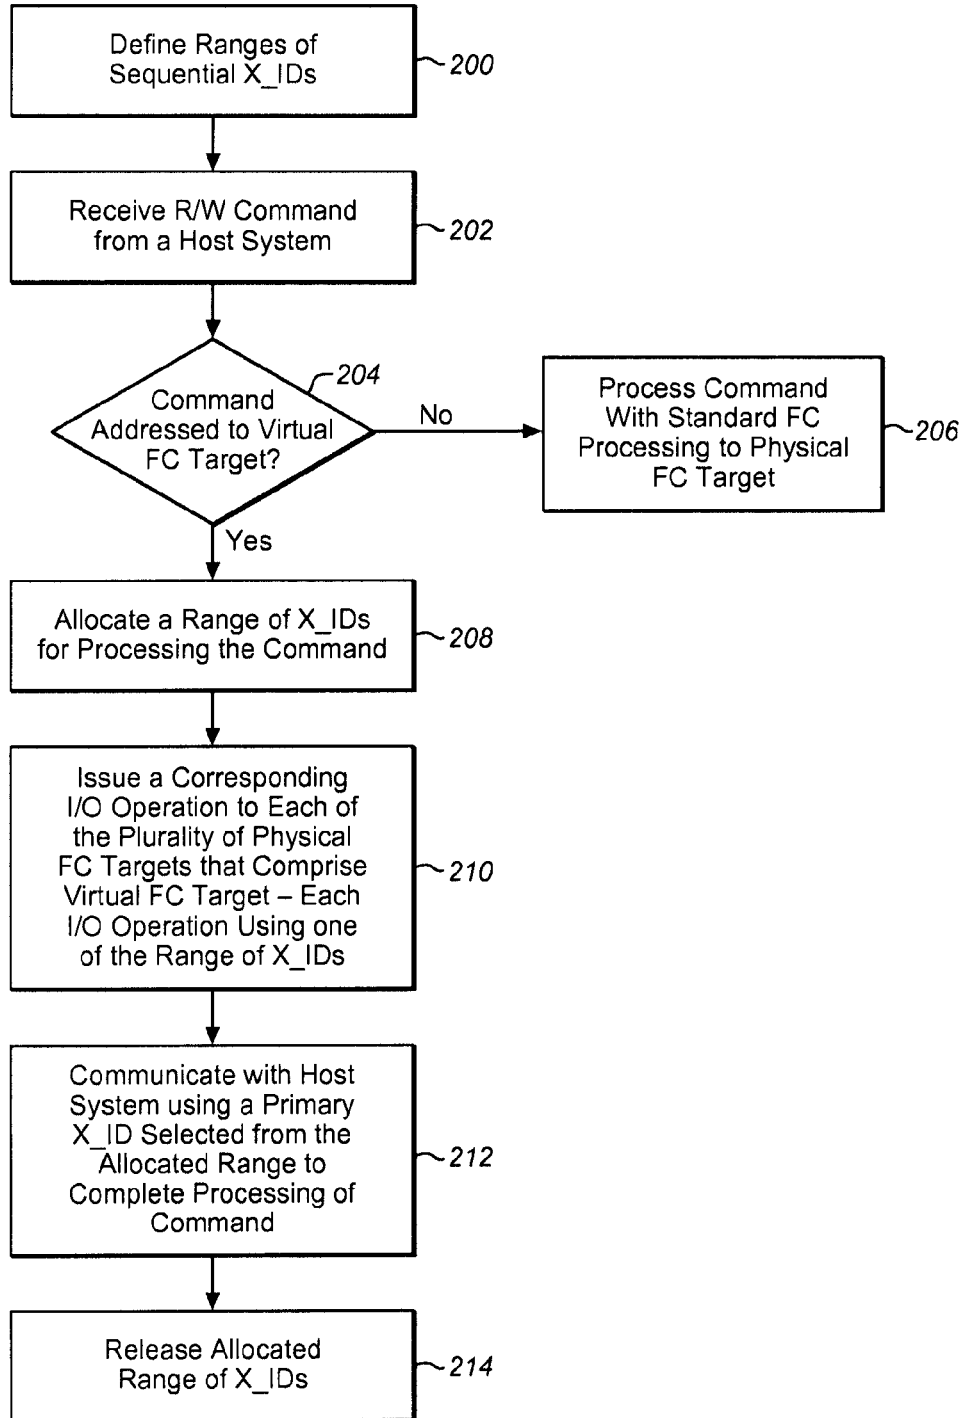 Define Ranges of
Sequential X_IDs
200
Receive R/W Command
from a Host System
202
204
Command
Addressed to Virtual
FC Target?
No
Process Command
With Standard FC
Processing to Physical
FC Target
206
Yes
Allocate a Range of X_IDs
for Processing the Command
208
Issue a Corresponding
I/O Operation to Each of
the Plurality of Physical
FC Targets that Comprise
Virtual FC Target – Each
I/O Operation Using one
of the Range of X_IDs
210
Communicate with Host
System using a Primary
X_ID Selected from the
Allocated Range to
Complete Processing of
Command
212
Release Allocated
Range of X_IDs
214